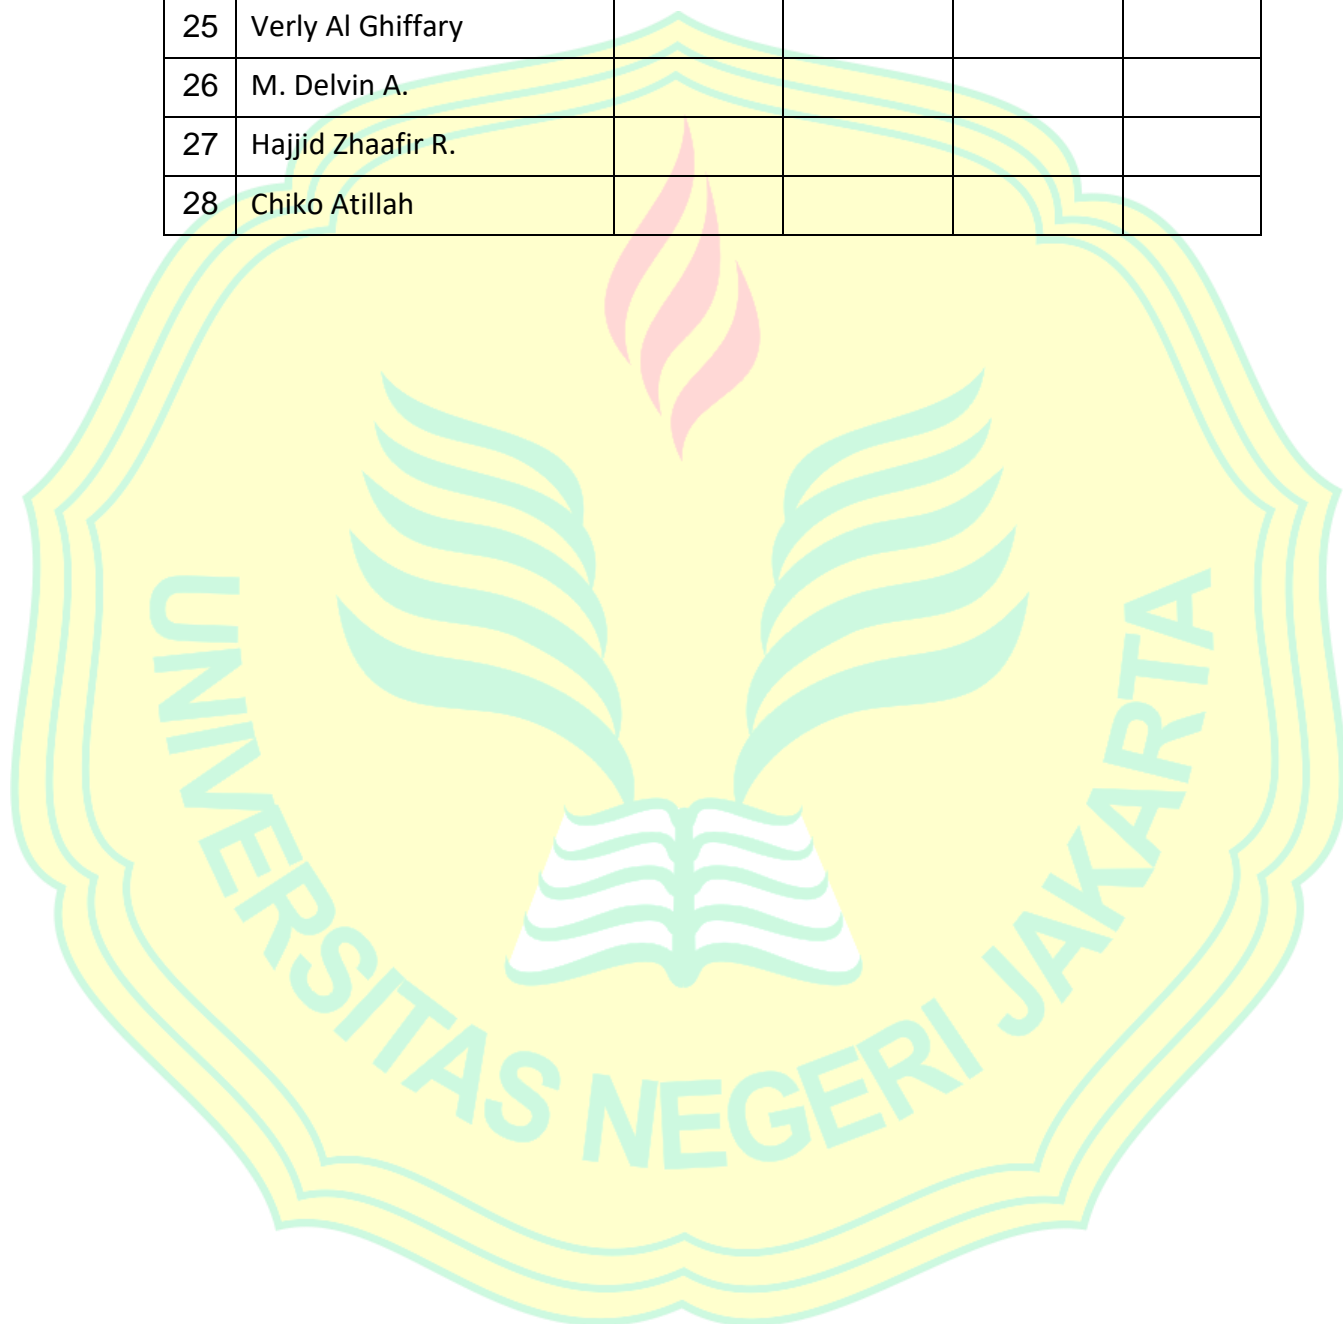 25 Verly Al Ghiffary
26 M. Delvin A.
27 Hajjid Zhaafir R.
28 Chiko Atillah
UNIVERSITAS NEGERI JAKARTA